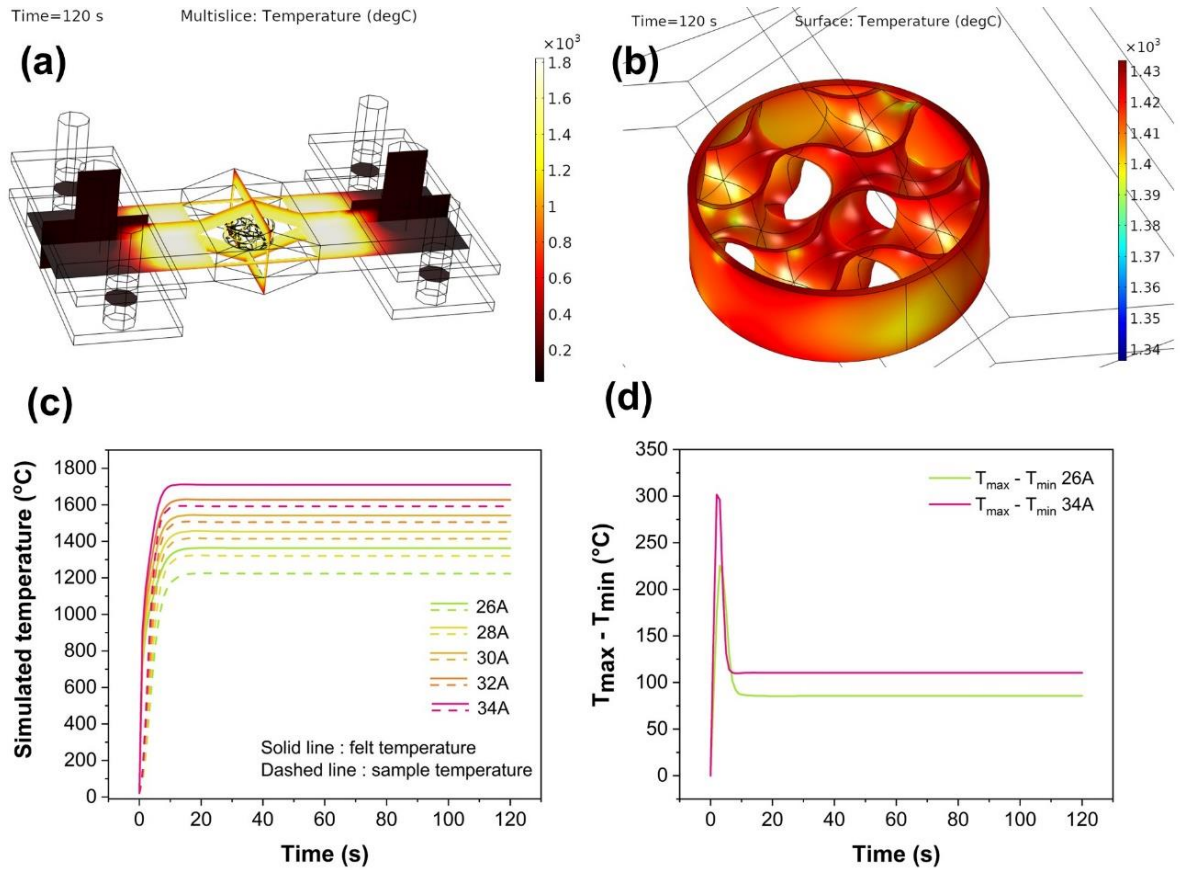 Time=120 s Multislice: Temperature (degC)
(a)
×10³
1.8
1.6
1.4
1.2
1
0.8
0.6
0.4
0.2
Time=120 s Surface: Temperature (degC)
(b)
×10³
1.43
1.42
1.41
1.4
1.39
1.38
1.37
1.36
1.35
1.34
(c)
Simulated temperature (ºC)
1800
1600
1400
1200
1000
800
600
400
200
0
26A
28A
30A
32A
34A
Solid line : felt temperature
Dashed line : sample temperature
0 20 40 60 80 100 120
Time (s)
(d)
Tmax - Tmin (°C)
350
300
250
200
150
100
50
0
Tmax - Tmin 26A
Tmax - Tmin 34A
0 20 40 60 80 100 120
Time (s)